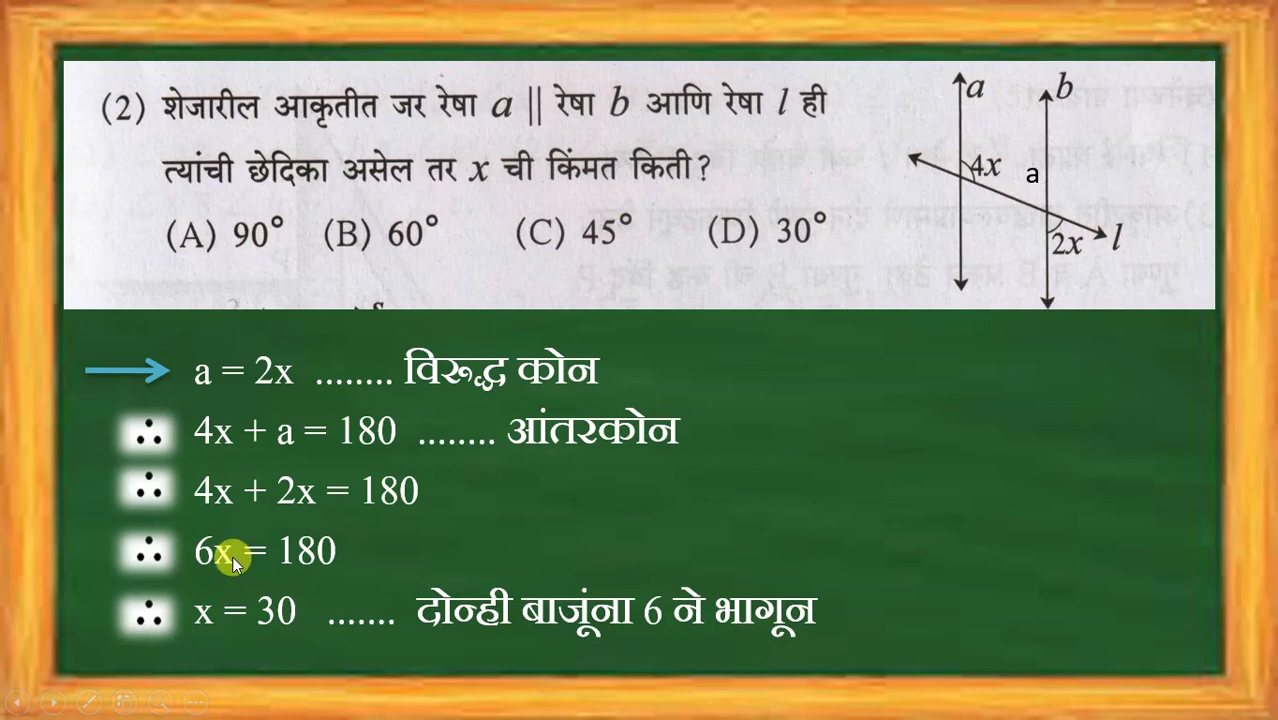 (2) शेजारील आकृतीत जर रेषा a || रेषा b आणि रेषा l ही
त्यांची छेदिका असेल तर x ची किंमत किती ?
(A) 90° (B) 60° (C) 45° (D) 30°
a
b
4x
a
2x
l
a = 2x ........ विरुद्ध कोन
∴ 4x + a = 180 ........ आंतरकोन
∴ 4x + 2x = 180
∴ 6x = 180
∴ x = 30 ....... दोन्ही बाजूंना 6 ने भागून